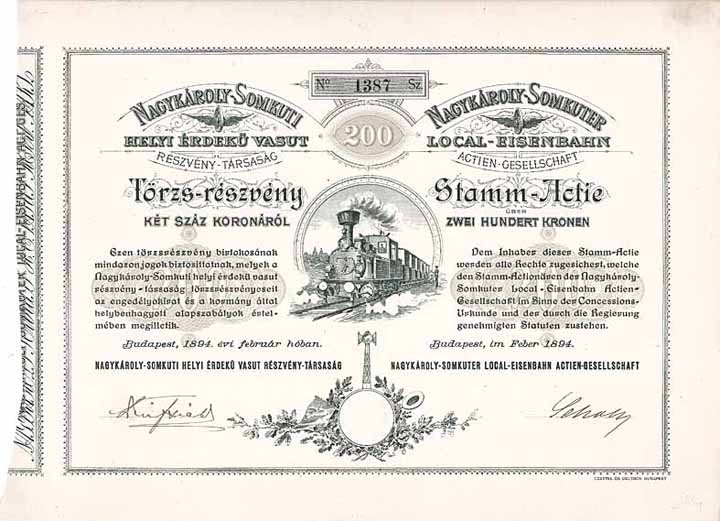 No 1387 Sz.
200
NAGYKÁROLY-SOMKUTI
HELYI ÉRDEKŰ VASUT
RÉSZVÉNY-TÁRSASÁG
Törzs-részvény
KÉT SZÁZ KORONÁRÓL
Ezen törzsrészvény birtokosának
mindazon jogok biztosittatnak, melyek a
Nagykároly-Somkuti helyi érdekű vasut
részvény-társaság törzsrészvényeseit
az engedélyokirat és a kormány által
helybenhagyott alapszabályok értel-
mében megilletik.
Budapest, 1894. évi február hóban.
NAGYKÁROLY-SOMKUTI HELYI ÉRDEKŰ VASUT RÉSZVÉNY-TÁRSASÁG
NAGYKÁROLY-SOMKUTER
LOCAL-EISENBAHN
ACTIEN-GESELLSCHAFT
Stamm-Actie
ÜBER
ZWEI HUNDERT KRONEN
Dem Inhaber dieser Stamm-Actie
werden alle Rechte zugesichert, welche
den Stamm-Actionären der Nagykároly-
Somkuter Local-Eisenbahn Actien-
Gesellschaft im Sinne der Concessions-
Urkunde und der durch die Regierung
genehmigten Statuten zustehen.
Budapest, im Feber 1894.
NAGYKÁROLY-SOMKUTER LOCAL-EISENBAHN ACTIEN-GESELLSCHAFT
CZETTEL ÉS DEUTSCH BUDAPEST